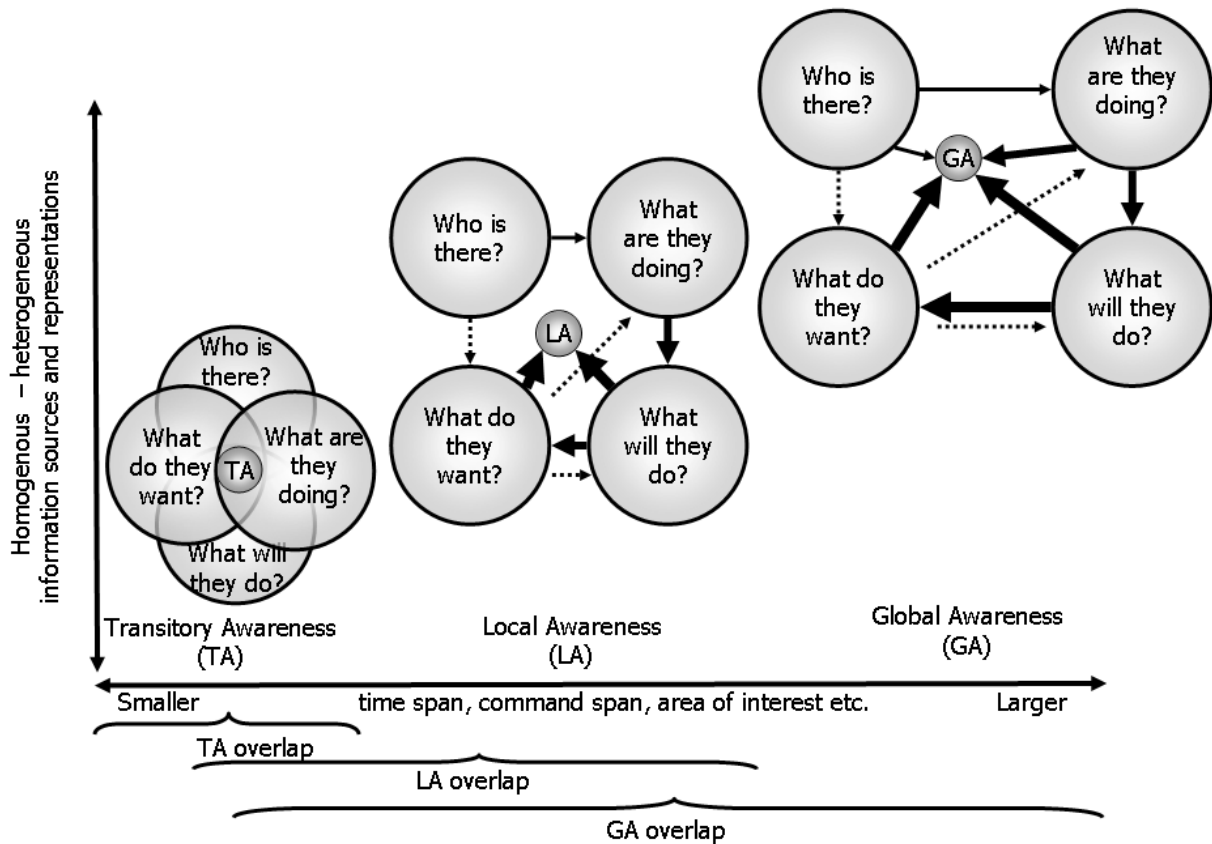 Homogenous – heterogeneous
information sources and representations
Who is
there?
What
do they
want?
TA
What are
they
doing?
What will
they do?
Transitory Awareness
(TA)
Who is
there?
What
are they
doing?
LA
What do
they
want?
What
will they
do?
Local Awareness
(LA)
Who is
there?
What
are they
doing?
GA
What do
they
want?
What
will they
do?
Global Awareness
(GA)
Smaller
time span, command span, area of interest etc.
Larger
TA overlap
LA overlap
GA overlap